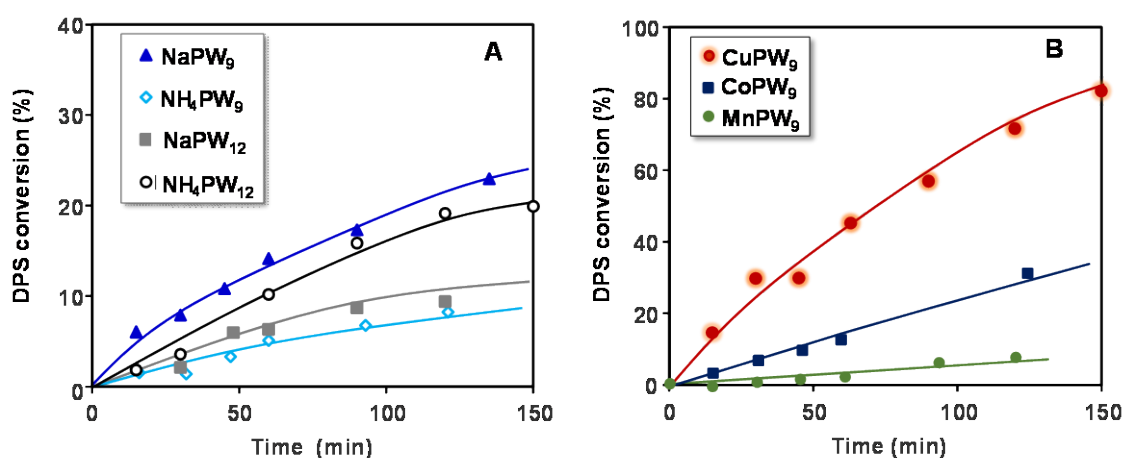 A
NaPW₉
NH₄PW₉
NaPW₁₂
NH₄PW₁₂
DPS conversion (%)
40
30
20
10
0
0 50 100 150
Time (min)
B
CuPW₉
CoPW₉
MnPW₉
DPS conversion (%)
100
80
60
40
20
0
0 50 100 150
Time (min)